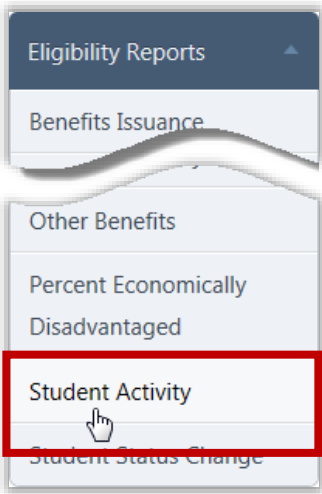 Eligibility Reports
Benefits Issuance
Other Benefits
Percent Economically
Disadvantaged
Student Activity
Student Status Change